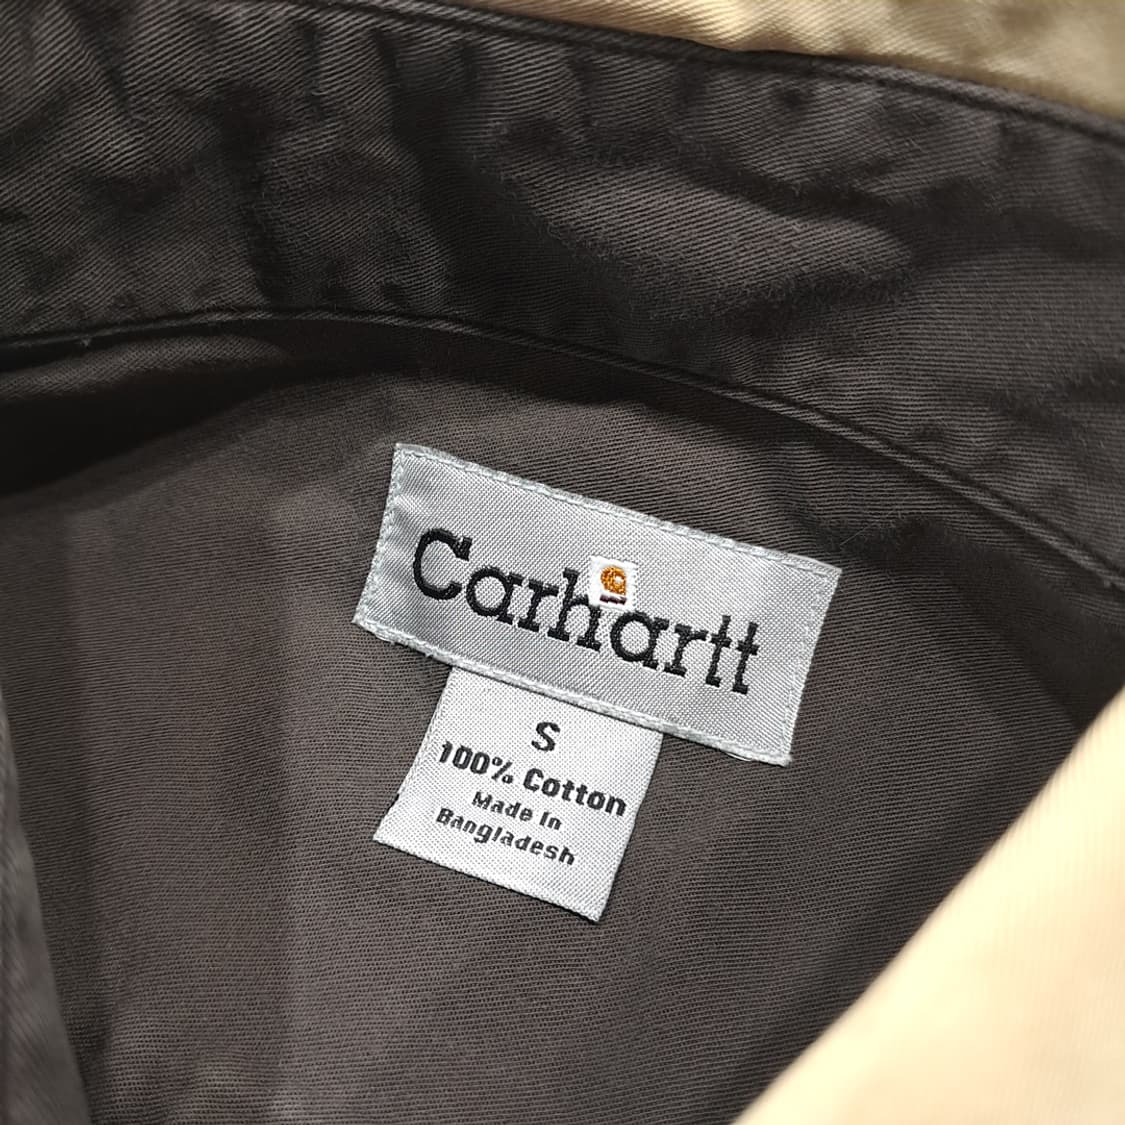 Carhartt
S
100% Cotton
Made In
Bangladesh